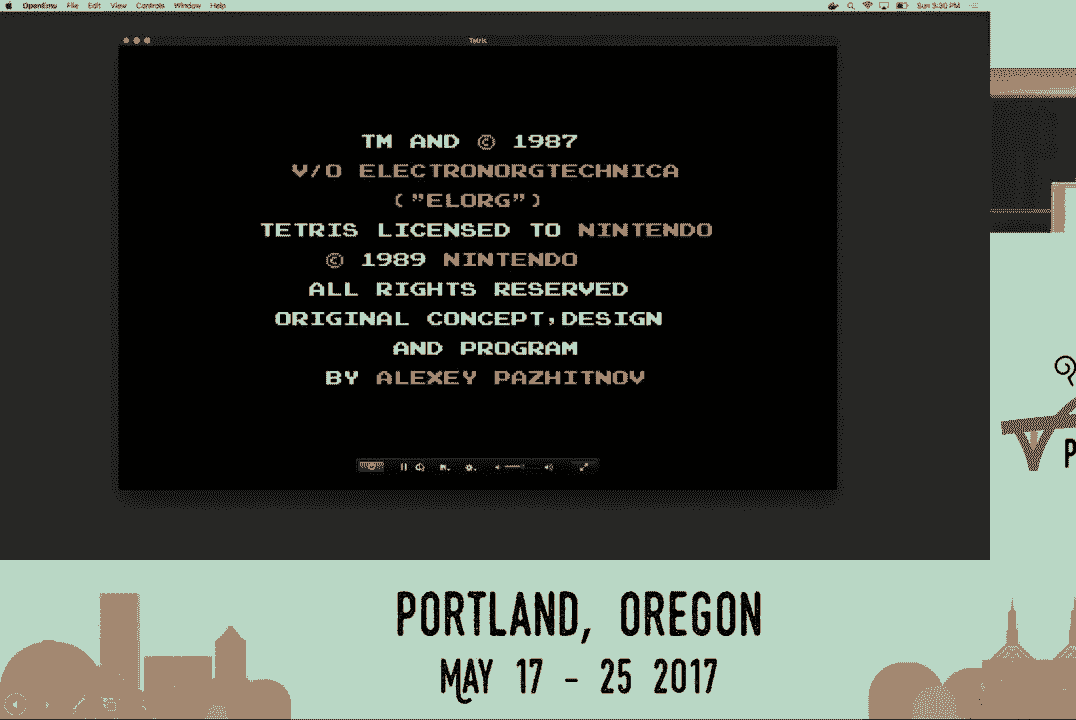 OpenEmu File Edit View Controls Window Help
Sun 3:30 PM
Tetris
TM AND © 1987
V/O ELECTRONORGTECHNICA
("ELORG")
TETRIS LICENSED TO NINTENDO
© 1989 NINTENDO
ALL RIGHTS RESERVED
ORIGINAL CONCEPT,DESIGN
AND PROGRAM
BY ALEXEY PAZHITNOV
P
PORTLAND, OREGON
MAY 17 - 25 2017